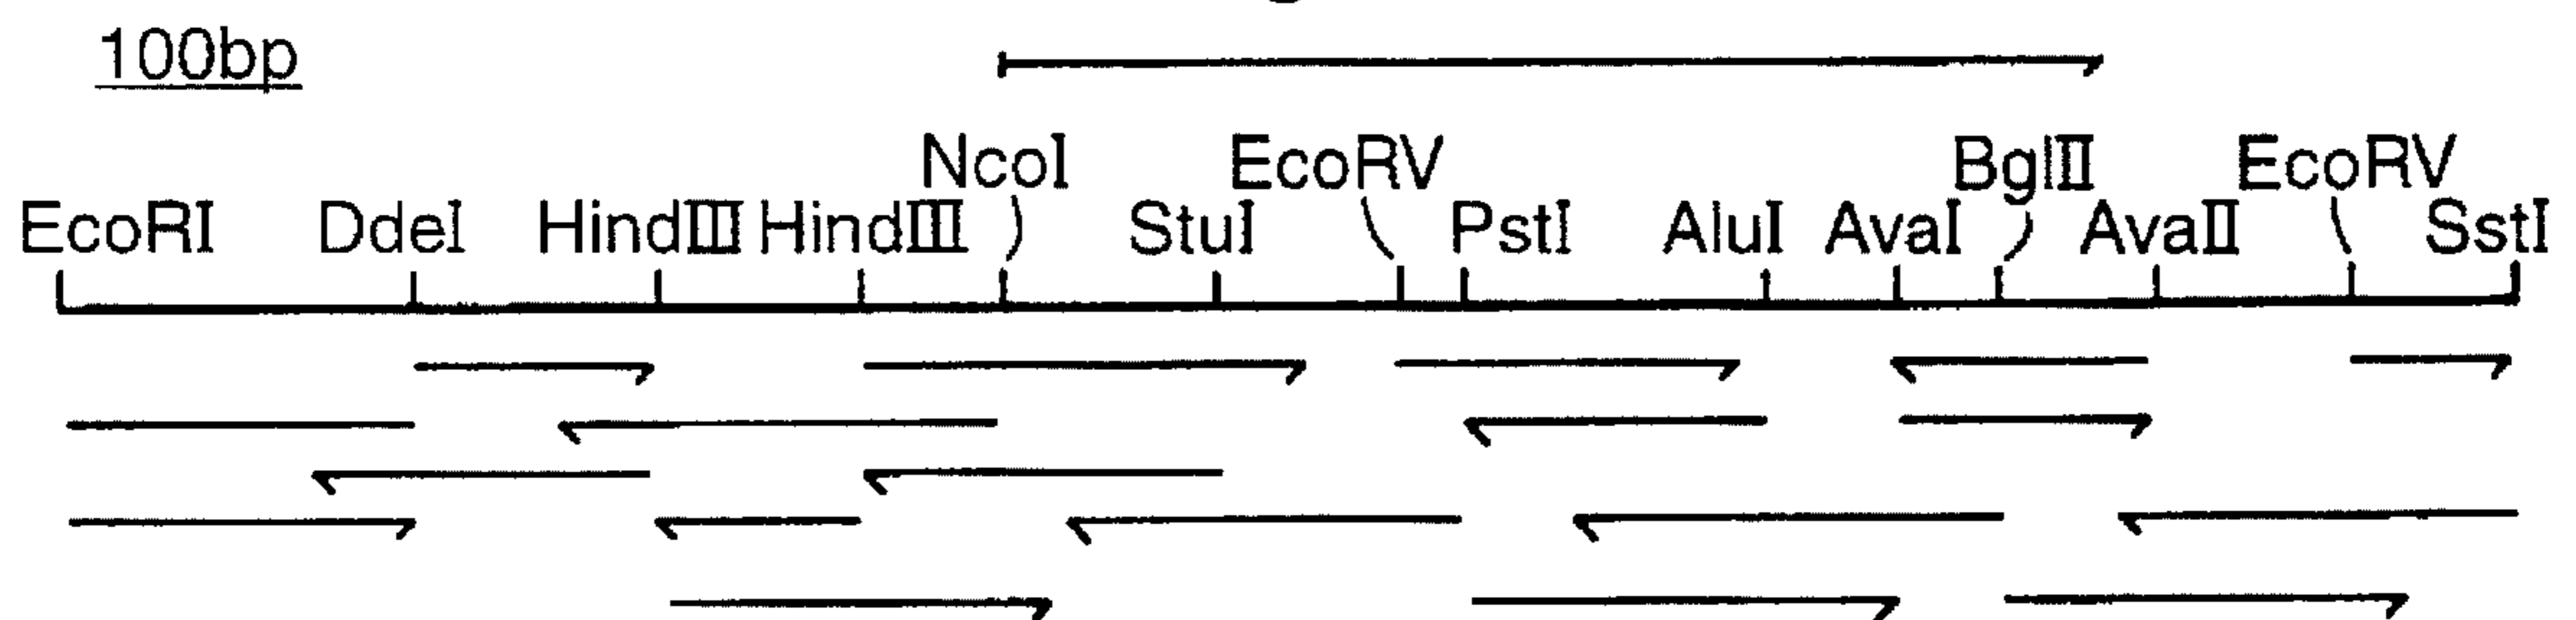 100bp
NcoI EcoRV BglII EcoRV
EcoRI DdeI HindIII HindIII StuI PstI AluI AvaI AvaII SstI